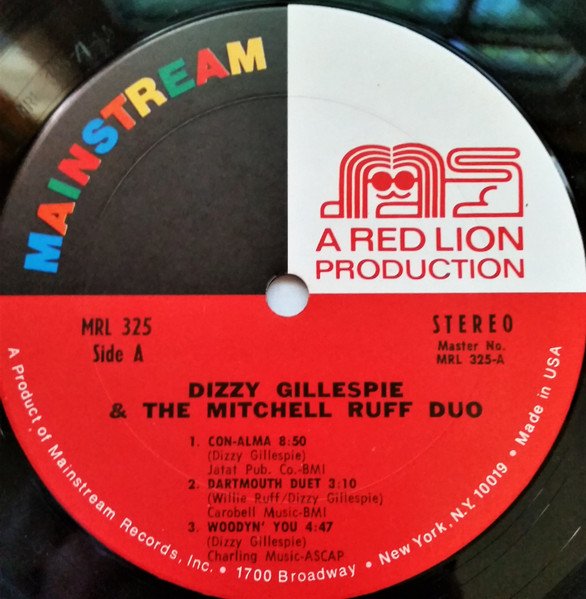 MAINSTREAM
A RED LION
PRODUCTION
MRL 325
Side A
STEREO
Master No.
MRL 325-A
DIZZY GILLESPIE
& THE MITCHELL RUFF DUO
1. CON-ALMA 8:50
(Dizzy Gillespie)
Jatat Pub. Co.-BMI
2. DARTMOUTH DUET 3:10
(Willie Ruff/Dizzy Gillespie)
Carobell Music-BMI
3. WOODYN' YOU 4:47
(Dizzy Gillespie)
Charling Music-ASCAP
A Product of Mainstream Records, Inc. • 1700 Broadway • New York, N.Y. 10019 • Made in USA